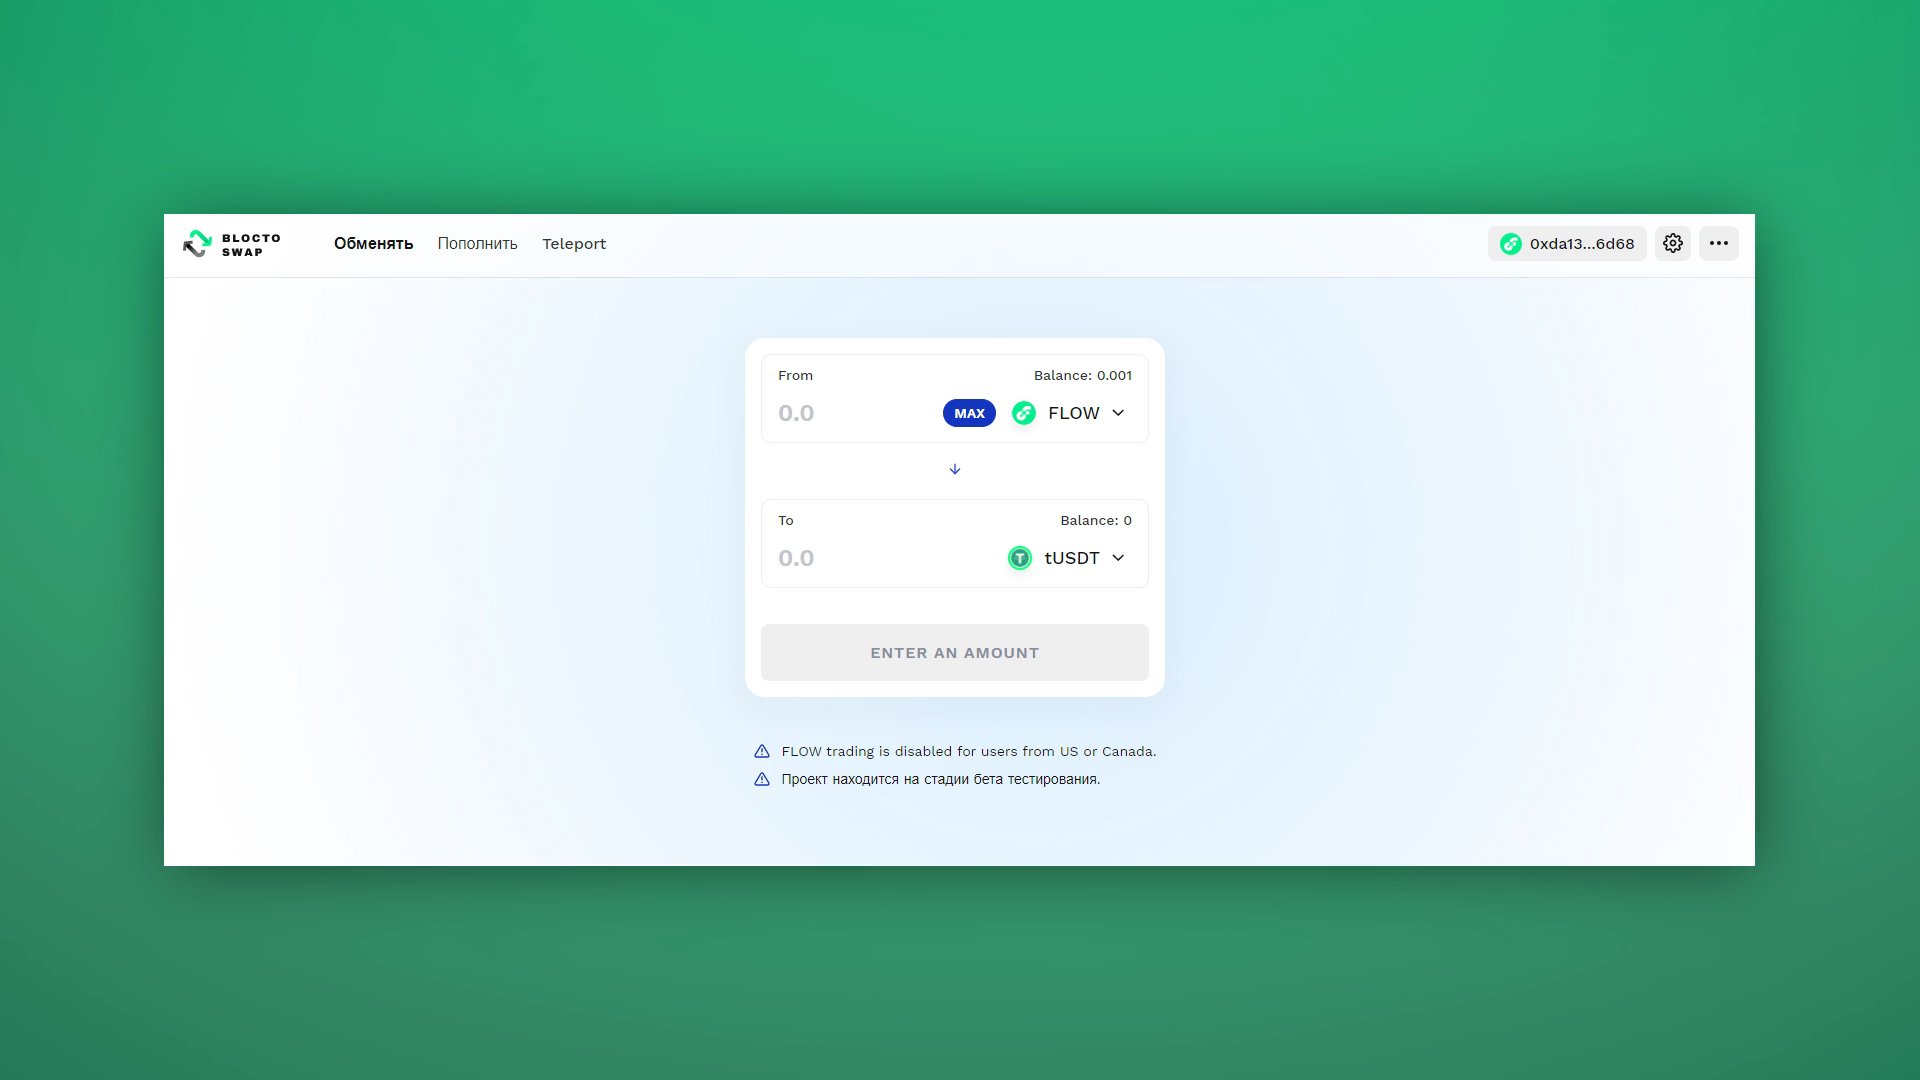 BLOCTO
SWAP
Обменять Пополнить Teleport
0xda13...6d68
From Balance: 0.001
0.0 MAX FLOW
To Balance: 0
0.0 tUSDT
ENTER AN AMOUNT
FLOW trading is disabled for users from US or Canada.
Проект находится на стадии бета тестирования.